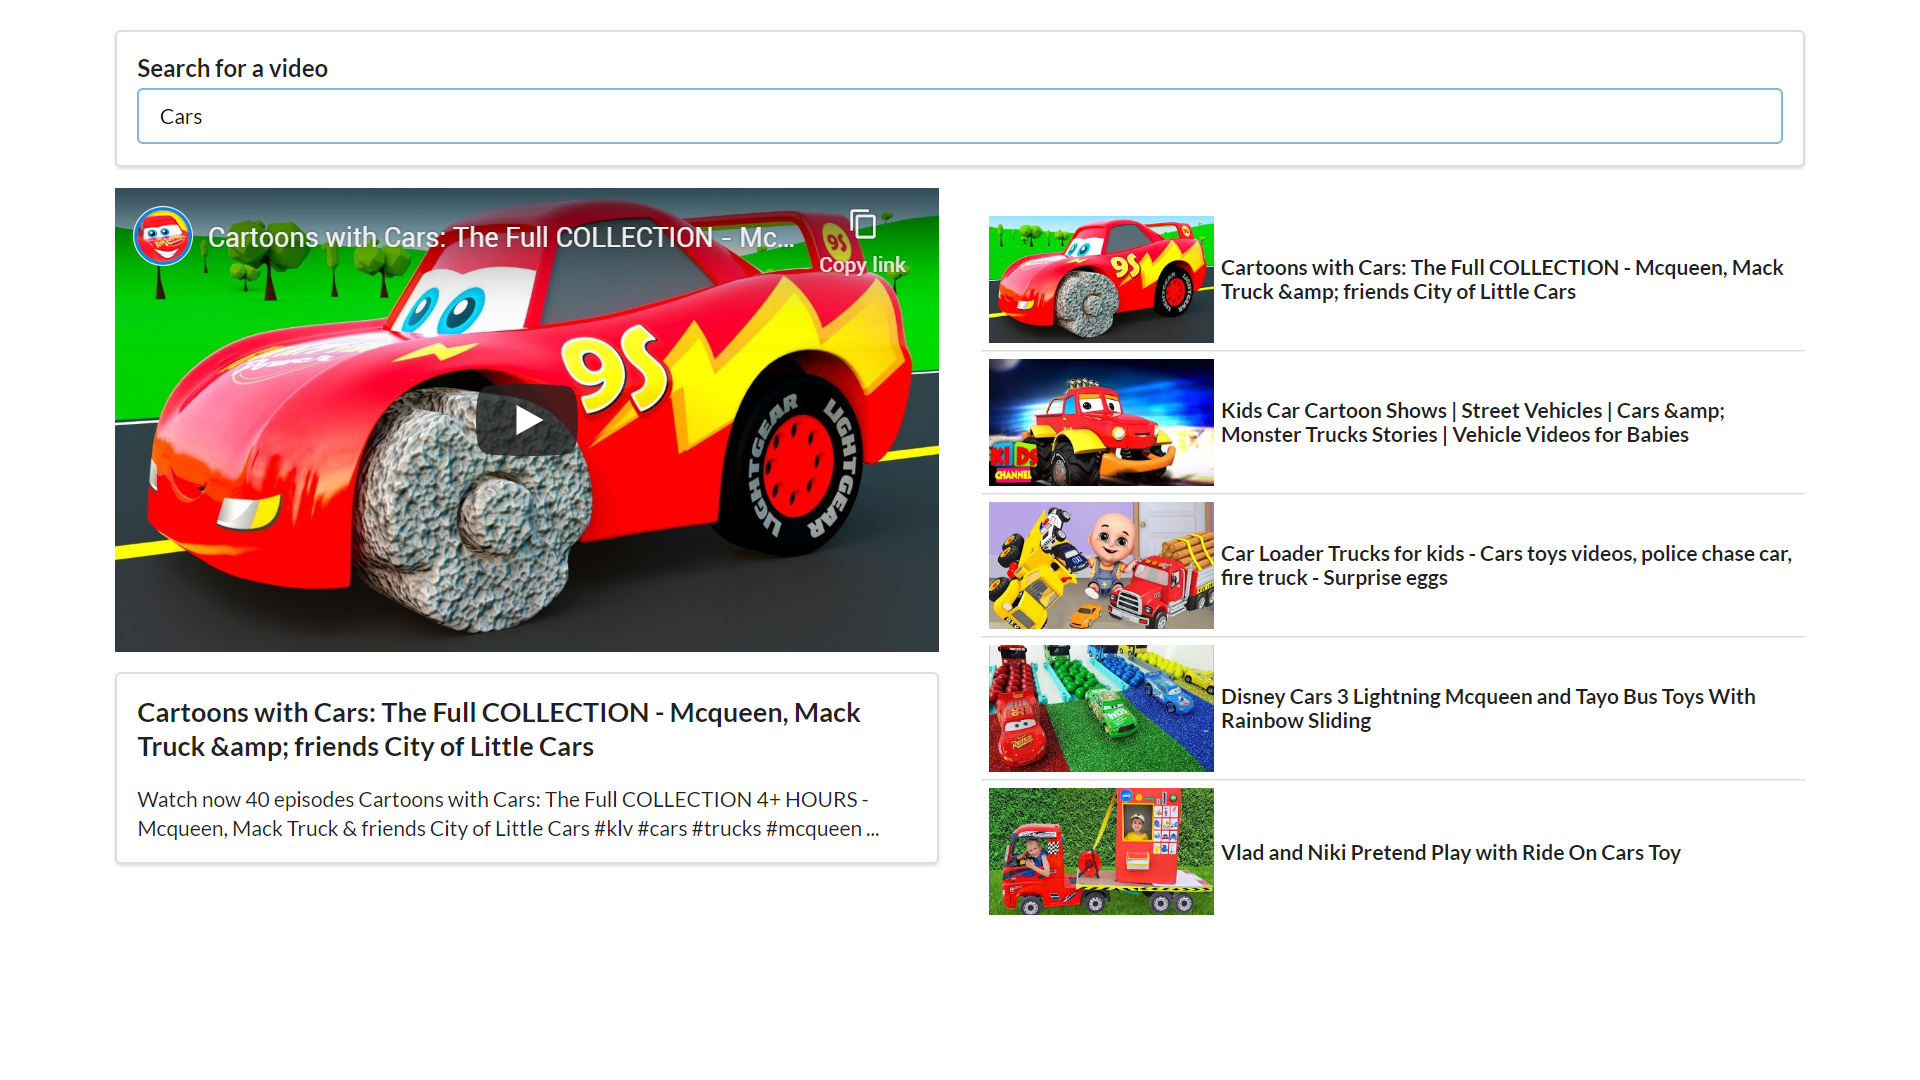 Search for a video
Cars
Cartoons with Cars: The Full COLLECTION - Mc...
Copy link
95
LIGHTGEAR
LIGHTGEAR
Cartoons with Cars: The Full COLLECTION - Mcqueen, Mack
Truck &amp; friends City of Little Cars
Watch now 40 episodes Cartoons with Cars: The Full COLLECTION 4+ HOURS -
Mcqueen, Mack Truck & friends City of Little Cars #klv #cars #trucks #mcqueen ...
95
Cartoons with Cars: The Full COLLECTION - Mcqueen, Mack
Truck &amp; friends City of Little Cars
KIDS
CHANNEL
Kids Car Cartoon Shows | Street Vehicles | Cars &amp;
Monster Trucks Stories | Vehicle Videos for Babies
Car Loader Trucks for kids - Cars toys videos, police chase car,
fire truck - Surprise eggs
Disney Cars 3 Lightning Mcqueen and Tayo Bus Toys With
Rainbow Sliding
Vlad and Niki Pretend Play with Ride On Cars Toy